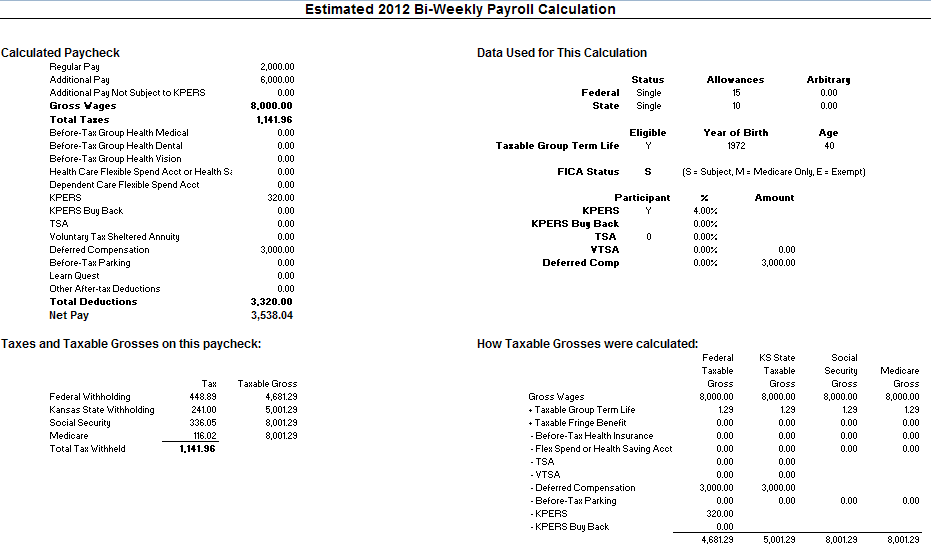 Estimated 2012 Bi-Weekly Payroll Calculation
Calculated Paycheck
Regular Pay 2,000.00
Additional Pay 6,000.00
Additional Pay Not Subject to KPERS 0.00
Gross Wages 8,000.00
Total Taxes 1,141.96
Before-Tax Group Health Medical 0.00
Before-Tax Group Health Dental 0.00
Before-Tax Group Health Vision 0.00
Health Care Flexible Spend Acct or Health Sa 0.00
Dependent Care Flexible Spend Acct 0.00
KPERS 320.00
KPERS Buy Back 0.00
TSA 0.00
Voluntary Tax Sheltered Annuity 0.00
Deferred Compensation 3,000.00
Before-Tax Parking 0.00
Learn Quest 0.00
Other After-tax Deductions 0.00
Total Deductions 3,320.00
Net Pay 3,538.04
Data Used for This Calculation
Status Allowances Arbitrary
Federal Single 15 0.00
State Single 10 0.00
Eligible Year of Birth Age
Taxable Group Term Life Y 1972 40
FICA Status S (S = Subject, M = Medicare Only, E = Exempt)
Participant % Amount
KPERS Y 4.00%
KPERS Buy Back 0.00%
TSA 0 0.00%
VTSA 0.00% 0.00
Deferred Comp 0.00% 3,000.00
Taxes and Taxable Grosses on this paycheck:
Tax Taxable Gross
Federal Withholding 448.89 4,681.29
Kansas State Withholding 241.00 5,001.29
Social Security 336.05 8,001.29
Medicare 116.02 8,001.29
Total Tax Withheld 1,141.96
How Taxable Grosses were calculated:
Federal KS State Social
Taxable Taxable Security Medicare
Gross Gross Gross Gross
Gross Wages 8,000.00 8,000.00 8,000.00 8,000.00
+ Taxable Group Term Life 1.29 1.29 1.29 1.29
+ Taxable Fringe Benefit 0.00 0.00 0.00 0.00
- Before-Tax Health Insurance 0.00 0.00 0.00 0.00
- Flex Spend or Health Saving Acct 0.00 0.00 0.00 0.00
- TSA 0.00 0.00
- VTSA 0.00 0.00
- Deferred Compensation 3,000.00 3,000.00
- Before-Tax Parking 0.00 0.00 0.00 0.00
- KPERS 320.00
- KPERS Buy Back 0.00
4,681.29 5,001.29 8,001.29 8,001.29